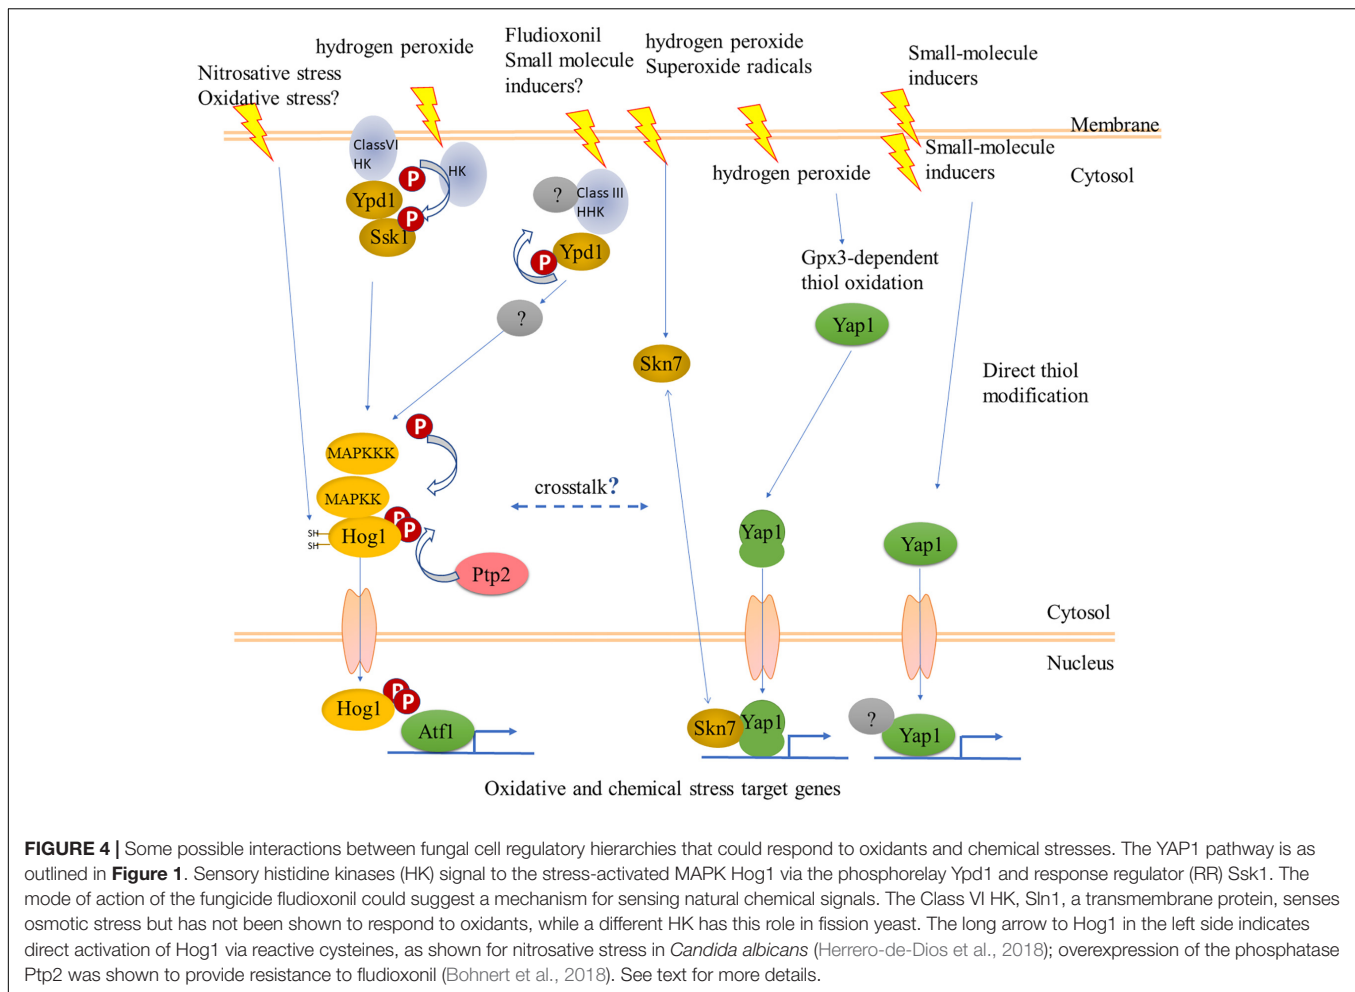 Nitrosative stress
Oxidative stress?
hydrogen peroxide
Fludioxonil
Small molecule
inducers?
hydrogen peroxide
Superoxide radicals
Small-molecule
inducers
Membrane
Small-molecule
inducers
Cytosol
ClassVI
HK
HK
P
Ypd1
P
Ssk1
?
Class III
HHK
P
Ypd1
?
hydrogen peroxide
Gpx3-dependent
thiol oxidation
Yap1
Skn7
Direct thiol
modification
P
MAPKKK
MAPKK
crosstalk?
P
P
SH
SH
Hog1
Ptp2
Yap1
Yap1
Cytosol
Nucleus
P
P
Hog1
Atf1
Skn7
Yap1
?
Yap1
Oxidative and chemical stress target genes
FIGURE 4 | Some possible interactions between fungal cell regulatory hierarchies that could respond to oxidants and chemical stresses. The YAP1 pathway is as
outlined in Figure 1. Sensory histidine kinases (HK) signal to the stress-activated MAPK Hog1 via the phosphorelay Ypd1 and response regulator (RR) Ssk1. The
mode of action of the fungicide fludioxonil could suggest a mechanism for sensing natural chemical signals. The Class VI HK, Sln1, a transmembrane protein, senses
osmotic stress but has not been shown to respond to oxidants, while a different HK has this role in fission yeast. The long arrow to Hog1 in the left side indicates
direct activation of Hog1 via reactive cysteines, as shown for nitrosative stress in Candida albicans (Herrero-de-Dios et al., 2018); overexpression of the phosphatase
Ptp2 was shown to provide resistance to fludioxonil (Bohnert et al., 2018). See text for more details.